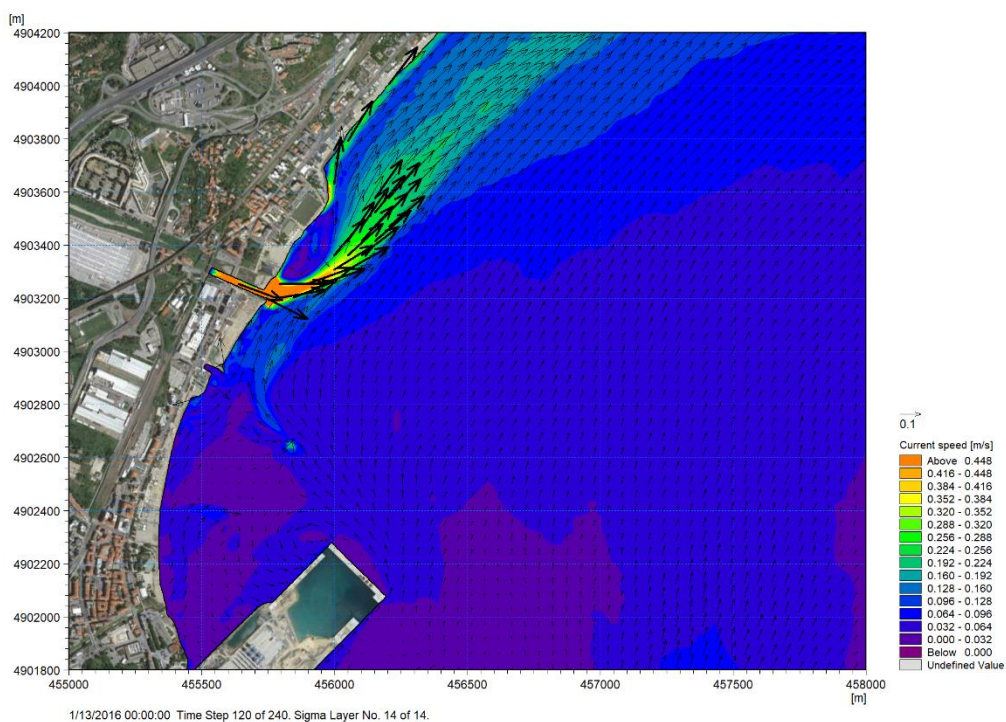 [m]
4904200
4904000
4903800
4903600
4903400
4903200
4903000
4902800
4902600
4902400
4902200
4902000
4901800
455000 455500 456000 456500 457000 457500 458000
[m]
0.1
Current speed [m/s]
Above 0.448
0.416 - 0.448
0.384 - 0.416
0.352 - 0.384
0.320 - 0.352
0.288 - 0.320
0.256 - 0.288
0.224 - 0.256
0.192 - 0.224
0.160 - 0.192
0.128 - 0.160
0.096 - 0.128
0.064 - 0.096
0.032 - 0.064
0.000 - 0.032
Below 0.000
Undefined Value
1/13/2016 00:00:00 Time Step 120 of 240. Sigma Layer No. 14 of 14.